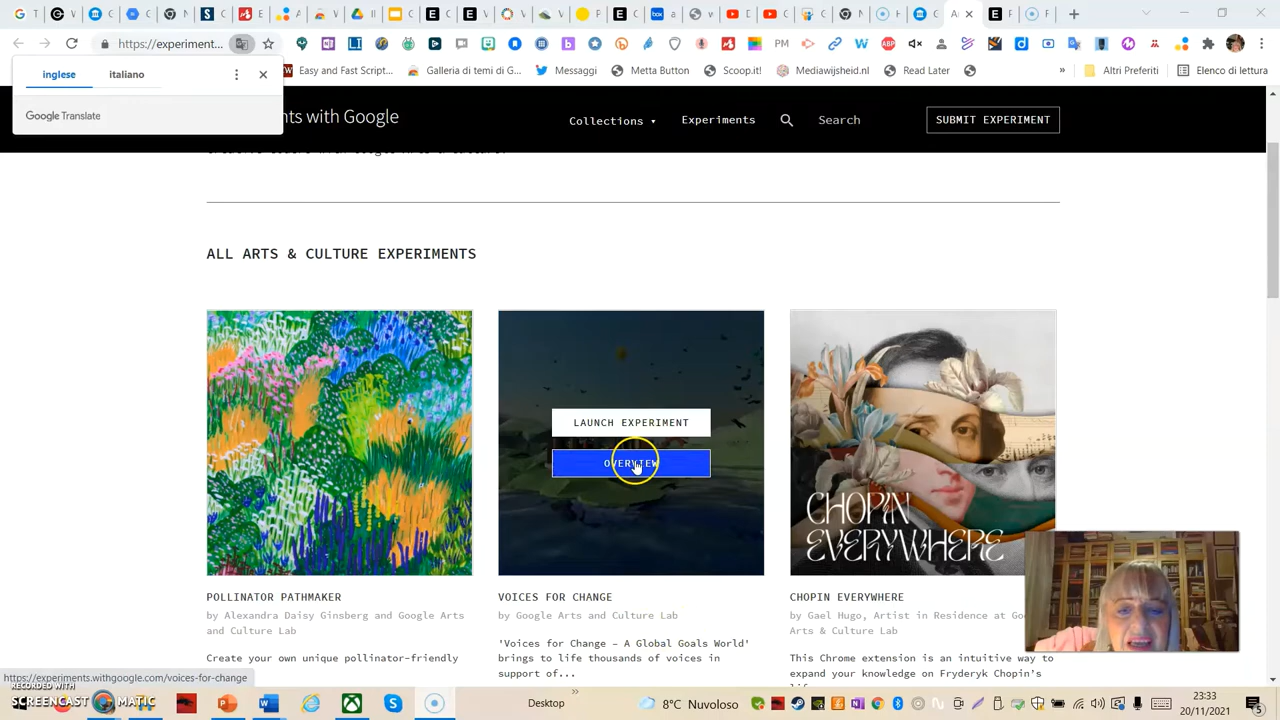 https://experiment...
Easy and Fast Script...
Galleria di temi di G...
Messaggi
Metta Button
Scoop.it!
Mediawijsheid.nl
Read Later
»
Altri Preferiti
Elenco di lettura
inglese
italiano
Google Translate
nts with Google
Collections
Experiments
Search
SUBMIT EXPERIMENT
ALL ARTS & CULTURE EXPERIMENTS
LAUNCH EXPERIMENT
OVERVIEW
CHOPIN
EVERYWHERE
POLLINATOR PATHMAKER
by Alexandra Daisy Ginsberg and Google Arts
and Culture Lab
Create your own unique pollinator-friendly
VOICES FOR CHANGE
by Google Arts and Culture Lab
'Voices for Change – A Global Goals World'
brings to life thousands of voices in
support of...
CHOPIN EVERYWHERE
by Gael Hugo, Artist in Residence at Go
Arts & Culture Lab
This Chrome extension is an intuitive way to
expand your knowledge on Fryderyk Chopin's
https://experiments.withgoogle.com/voices-for-change
RECORDED WITH
SCREENCAST MATIC
Desktop
»
8°C Nuvoloso
23:33
20/11/2021
5